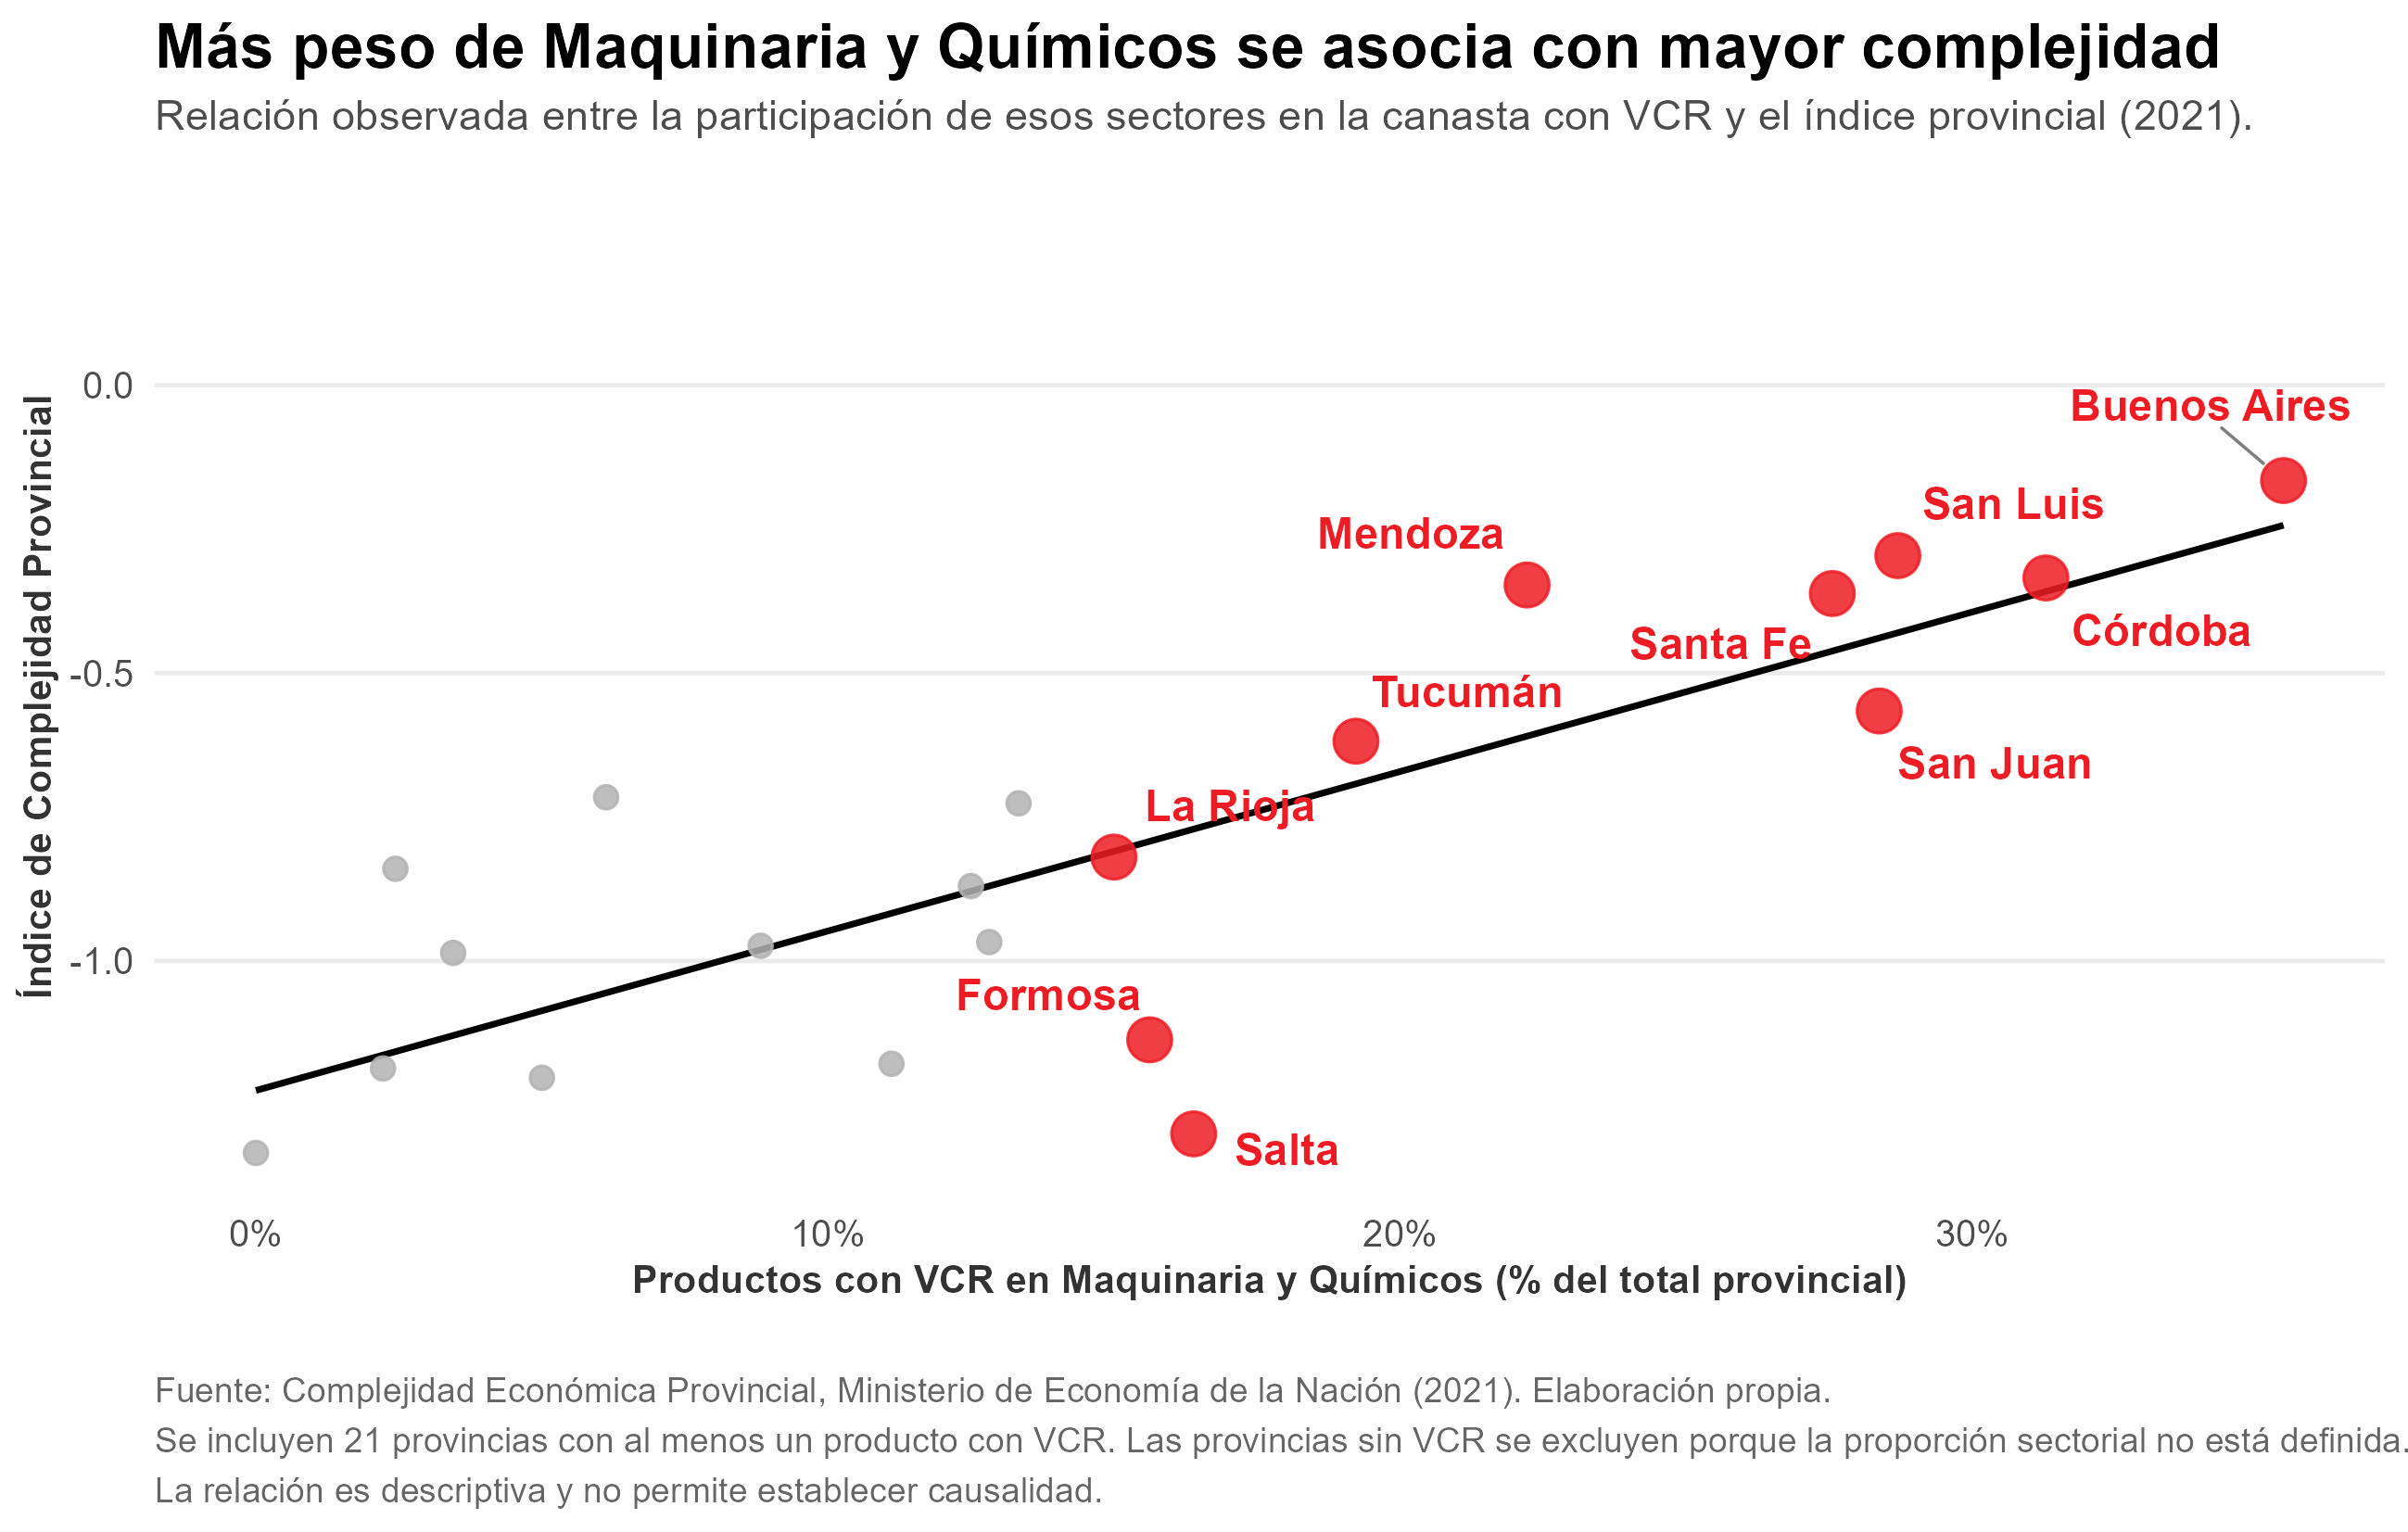 Más peso de Maquinaria y Químicos se asocia con mayor complejidad
Relación observada entre la participación de esos sectores en la canasta con VCR y el índice provincial (2021).
Índice de Complejidad Provincial
0.0
-0.5
-1.0
Buenos Aires
San Luis
Mendoza
Córdoba
Santa Fe
Tucumán
San Juan
La Rioja
Formosa
Salta
0%
10%
20%
30%
Productos con VCR en Maquinaria y Químicos (% del total provincial)
Fuente: Complejidad Económica Provincial, Ministerio de Economía de la Nación (2021). Elaboración propia.
Se incluyen 21 provincias con al menos un producto con VCR. Las provincias sin VCR se excluyen porque la proporción sectorial no está definida.
La relación es descriptiva y no permite establecer causalidad.